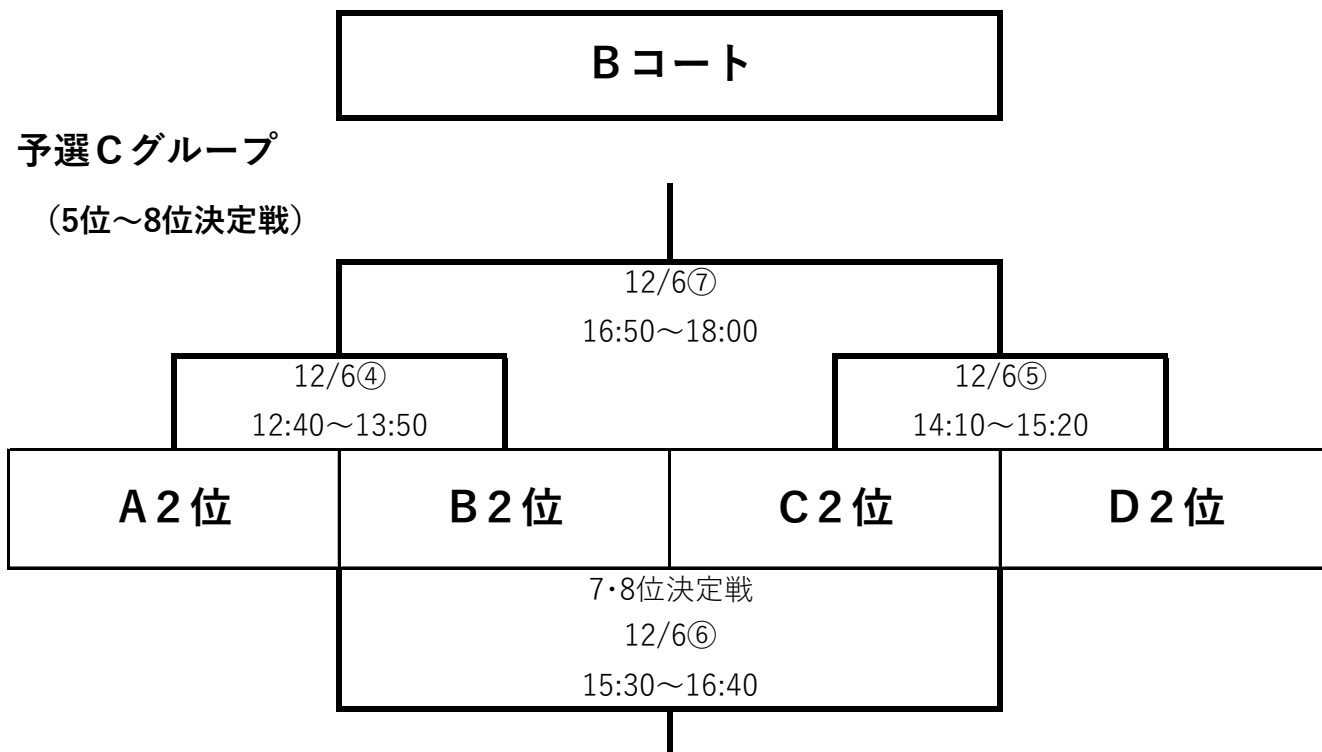 Bコート
予選Cグループ
（5位～8位決定戦）
12/6⑦
16:50～18:00
12/6④
12:40～13:50
12/6⑤
14:10～15:20
A2位
B2位
C2位
D2位
7・8位決定戦
12/6⑥
15:30～16:40